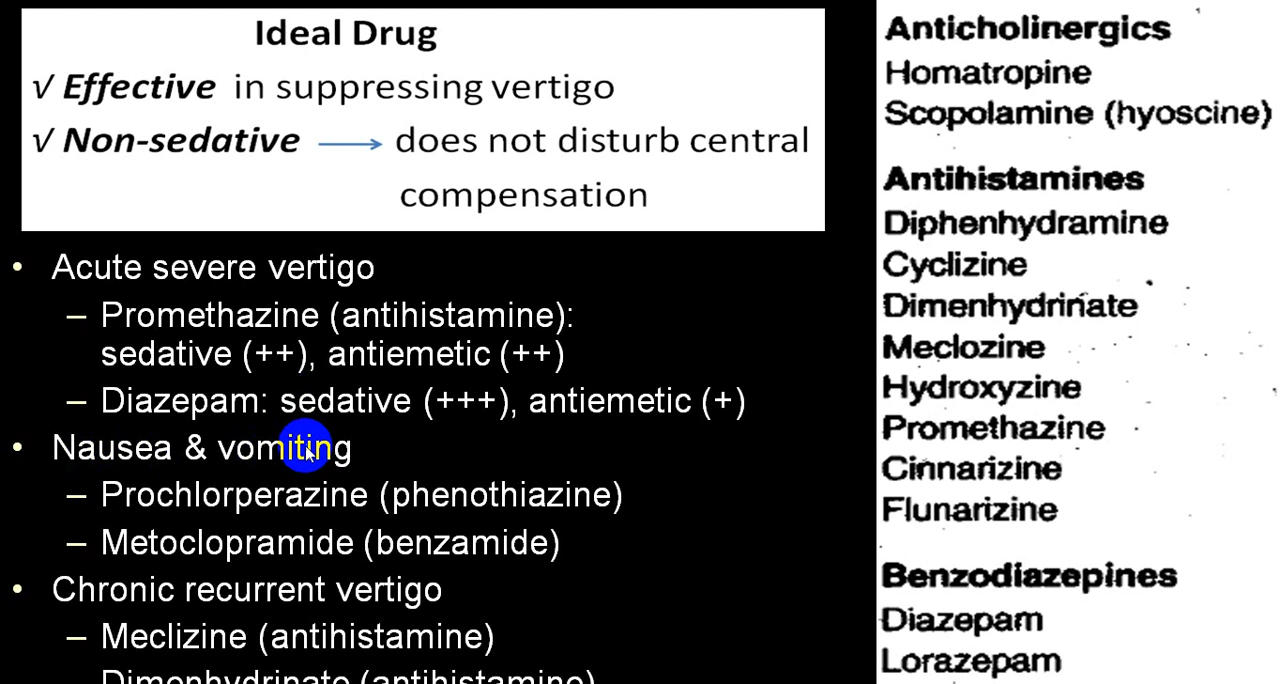 Ideal Drug
√ Effective in suppressing vertigo
√ Non-sedative → does not disturb central
compensation
• Acute severe vertigo
– Promethazine (antihistamine):
sedative (++), antiemetic (++)
– Diazepam: sedative (+++), antiemetic (+)
• Nausea & vomiting
– Prochlorperazine (phenothiazine)
– Metoclopramide (benzamide)
• Chronic recurrent vertigo
– Meclizine (antihistamine)
Dimenhydrinate (antihistamine)
Anticholinergics
Homatropine
Scopolamine (hyoscine)
Antihistamines
Diphenhydramine
Cyclizine
Dimenhydrinate
Meclozine
Hydroxyzine
Promethazine
Cinnarizine
Flunarizine
Benzodiazepines
Diazepam
Lorazepam